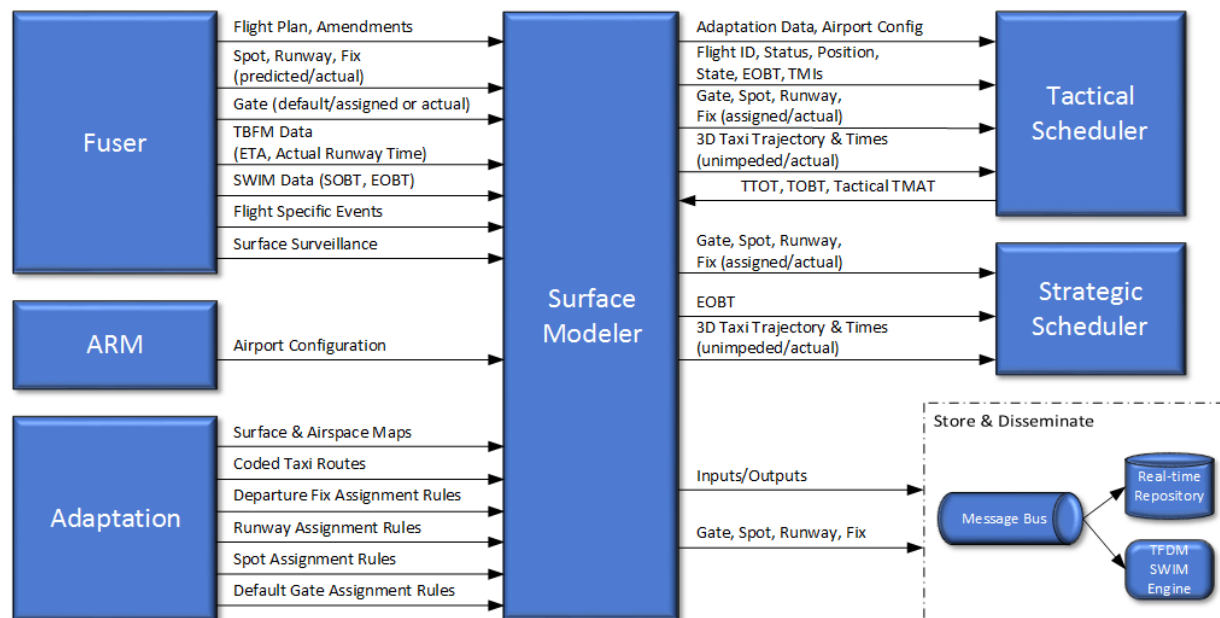 Fuser
Flight Plan, Amendments
Spot, Runway, Fix
(predicted/actual)
Gate (default/assigned or actual)
TBFM Data
(ETA, Actual Runway Time)
SWIM Data (SOBT, EOBT)
Flight Specific Events
Surface Surveillance
ARM
Airport Configuration
Adaptation
Surface & Airspace Maps
Coded Taxi Routes
Departure Fix Assignment Rules
Runway Assignment Rules
Spot Assignment Rules
Default Gate Assignment Rules
Surface
Modeler
Adaptation Data, Airport Config
Flight ID, Status, Position,
State, EOBT, TMIs
Gate, Spot, Runway,
Fix (assigned/actual)
3D Taxi Trajectory & Times
(unimpeded/actual)
TTOT, TOBT, Tactical TMAT
Tactical
Scheduler
Gate, Spot, Runway,
Fix (assigned/actual)
EOBT
3D Taxi Trajectory & Times
(unimpeded/actual)
Strategic
Scheduler
Inputs/Outputs
Gate, Spot, Runway, Fix
Store & Disseminate
Message Bus
Real-time
Repository
TFDM
SWIM
Engine